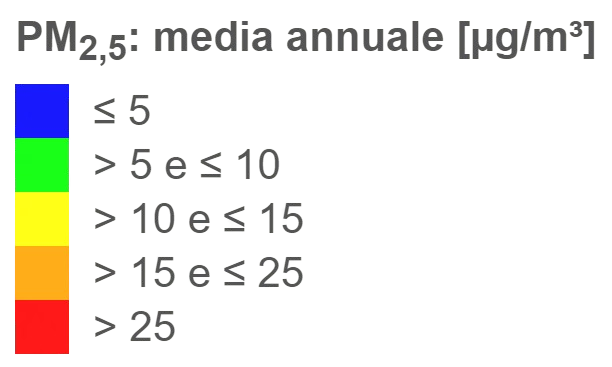 PM₂,₅: media annuale [µg/m³]
≤ 5
> 5 e ≤ 10
> 10 e ≤ 15
> 15 e ≤ 25
> 25